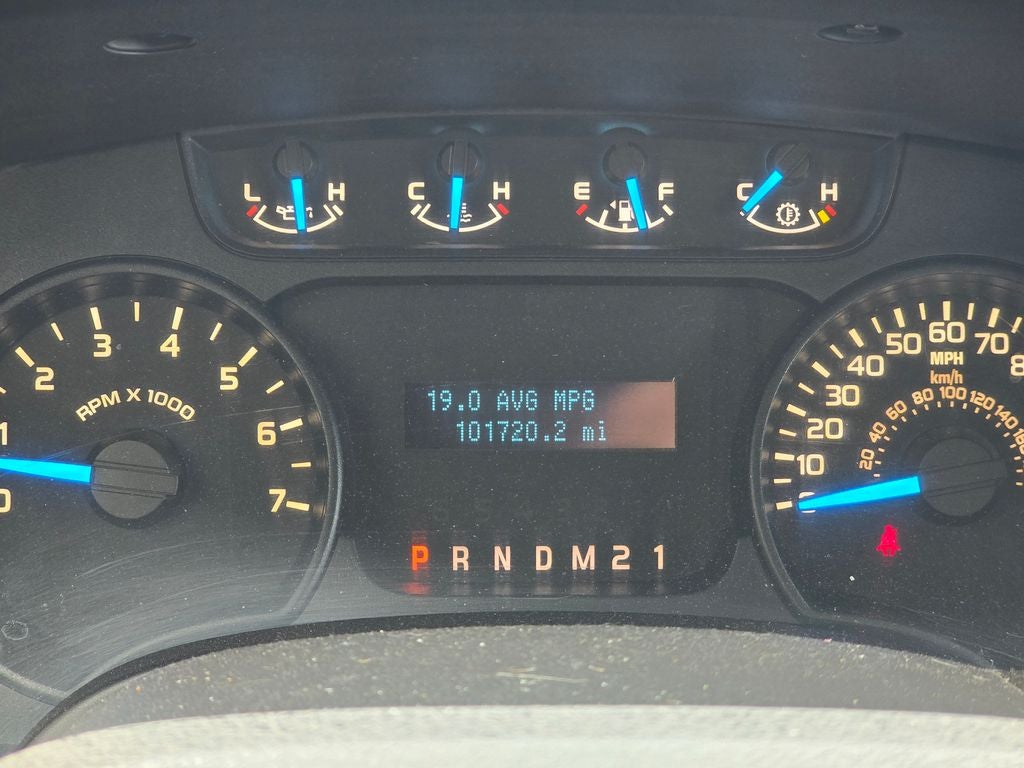 L H
C H
E F
C H
0 1 2 3 4 5 6 7
RPM X 1000
19.0 AVG MPG
101720.2 mi
P R N D M 2 1
10 20 30 40 50 60 70
MPH
km/h
20 40 60 80 100 120 140